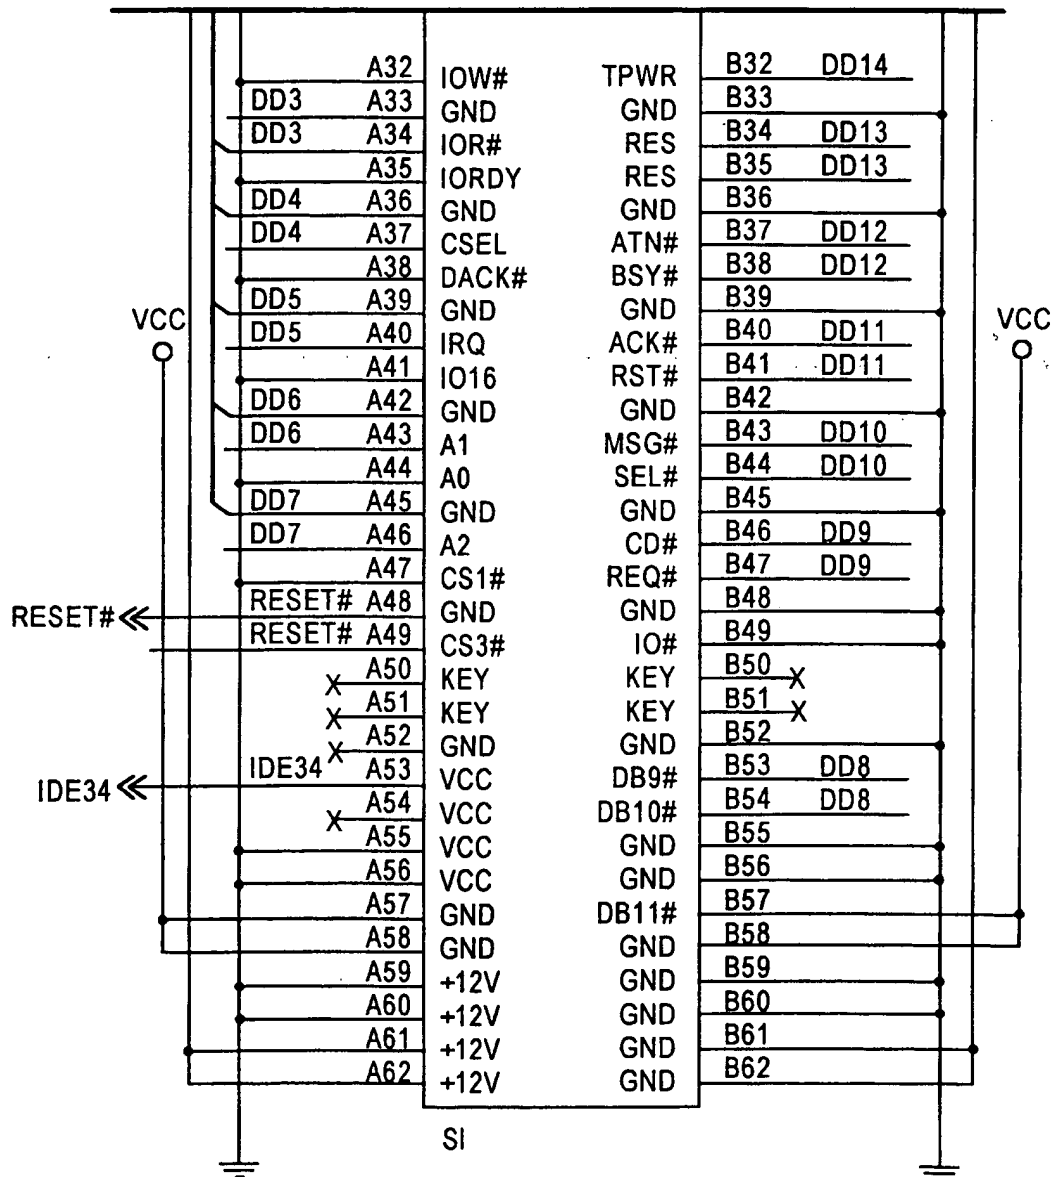 A32 IOW# TPWR B32 DD14
DD3 A33 GND GND B33
DD3 A34 IOR# RES B34 DD13
A35 IORDY RES B35 DD13
DD4 A36 GND GND B36
DD4 A37 CSEL ATN# B37 DD12
A38 DACK# BSY# B38 DD12
DD5 A39 GND GND B39
VCC VCC
DD5 A40 IRQ ACK# B40 DD11
A41 IO16 RST# B41 DD11
DD6 A42 GND GND B42
DD6 A43 A1 MSG# B43 DD10
A44 A0 SEL# B44 DD10
DD7 A45 GND GND B45
DD7 A46 A2 CD# B46 DD9
A47 CS1# REQ# B47 DD9
RESET# RESET# A48 GND GND B48
RESET# A49 CS3# IO# B49
A50 KEY KEY B50
A51 KEY KEY B51
A52 GND GND B52
IDE34 IDE34 A53 VCC DB9# B53 DD8
A54 VCC DB10# B54 DD8
A55 VCC GND B55
A56 VCC GND B56
A57 GND DB11# B57
A58 GND GND B58
A59 +12V GND B59
A60 +12V GND B60
A61 +12V GND B61
A62 +12V GND B62
SI